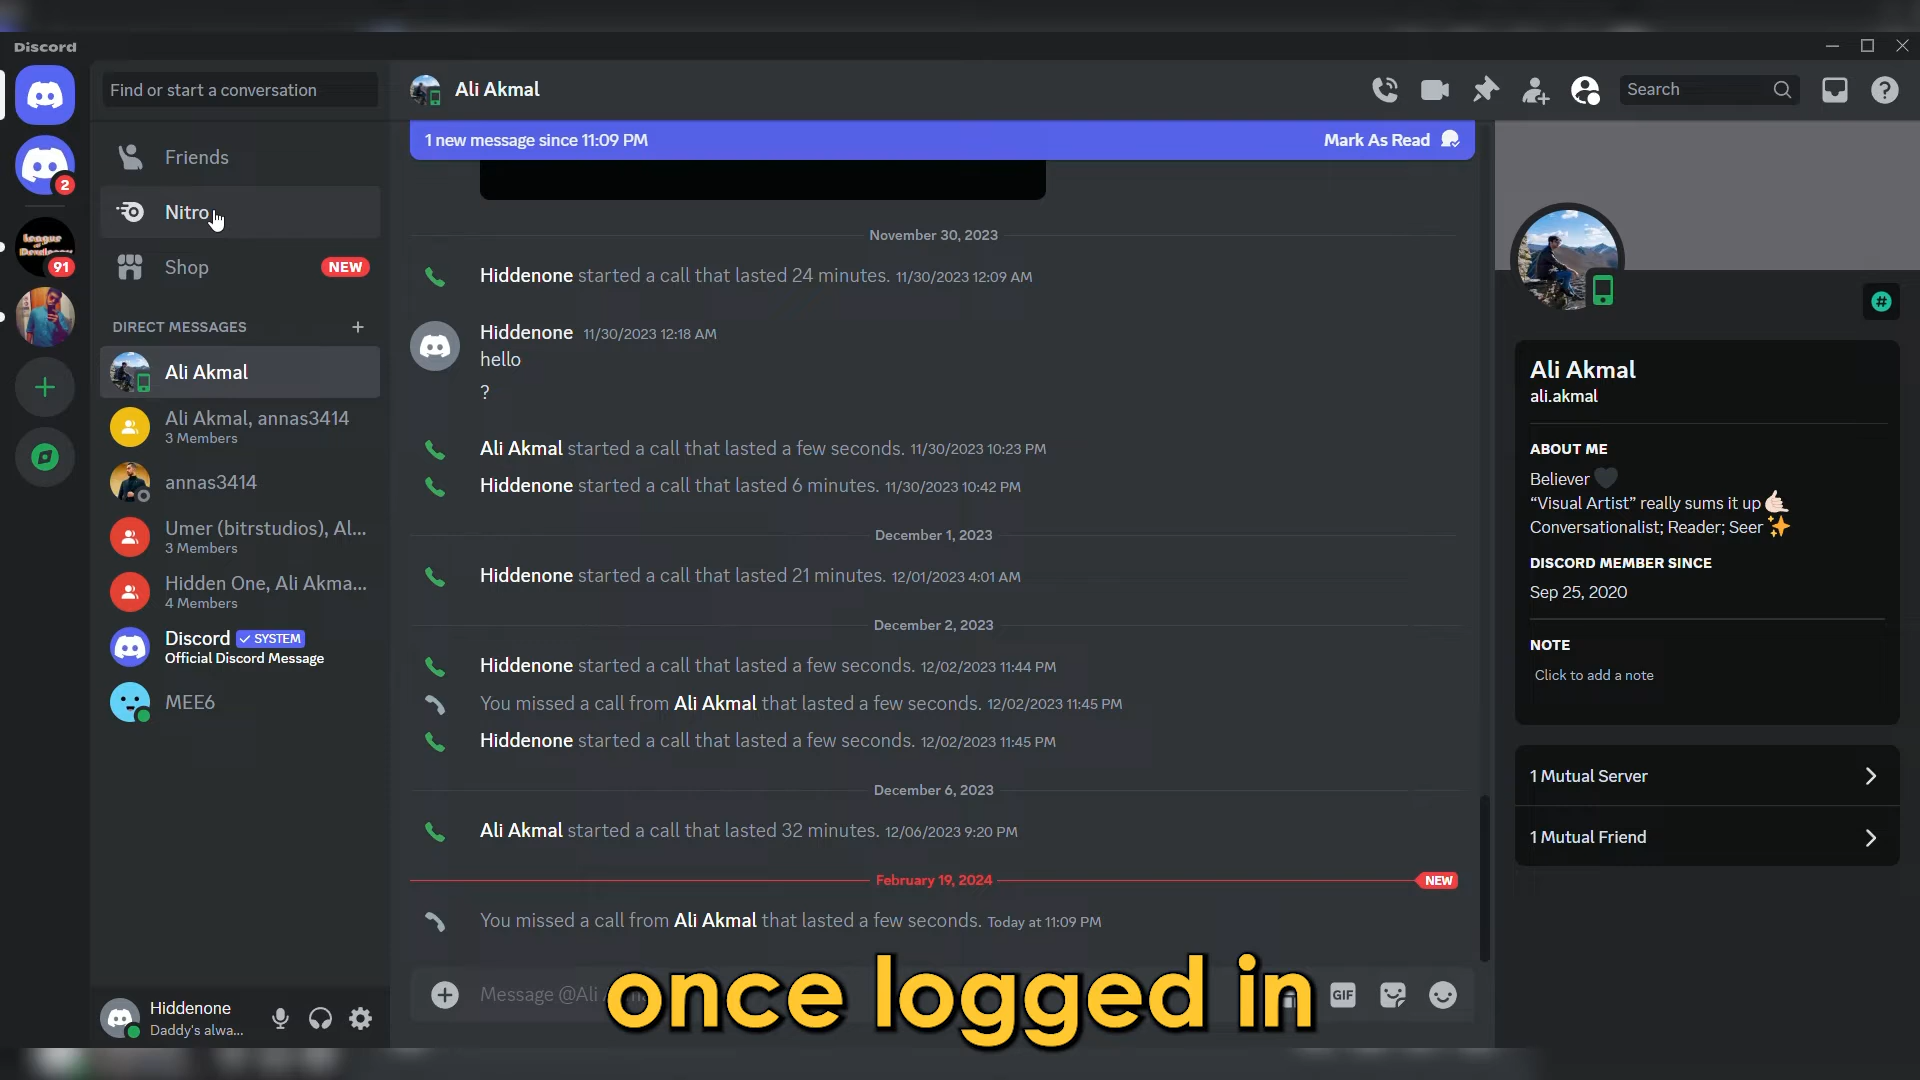 Discord
Find or start a conversation
Friends
Nitro
Shop
NEW
DIRECT MESSAGES
Ali Akmal
Ali Akmal, annas3414
3 Members
annas3414
Umer (bitrstudios), Al...
3 Members
Hidden One, Ali Akma...
4 Members
Discord SYSTEM
Official Discord Message
MEE6
Hiddenone
Daddy's alwa...
2
League
of
91
Ali Akmal
Search
1 new message since 11:09 PM
Mark As Read
November 30, 2023
Hiddenone started a call that lasted 24 minutes. 11/30/2023 12:09 AM
Hiddenone 11/30/2023 12:18 AM
hello
?
Ali Akmal started a call that lasted a few seconds. 11/30/2023 10:23 PM
Hiddenone started a call that lasted 6 minutes. 11/30/2023 10:42 PM
December 1, 2023
Hiddenone started a call that lasted 21 minutes. 12/01/2023 4:01 AM
December 2, 2023
Hiddenone started a call that lasted a few seconds. 12/02/2023 11:44 PM
You missed a call from Ali Akmal that lasted a few seconds. 12/02/2023 11:45 PM
Hiddenone started a call that lasted a few seconds. 12/02/2023 11:45 PM
December 6, 2023
Ali Akmal started a call that lasted 32 minutes. 12/06/2023 9:20 PM
February 19, 2024
NEW
You missed a call from Ali Akmal that lasted a few seconds. Today at 11:09 PM
Message @Ali
GIF
once logged in
Ali Akmal
ali.akmal
ABOUT ME
Believer🖤
“Visual Artist” really sums it up🤙🏻
Conversationalist; Reader; Seer✨
DISCORD MEMBER SINCE
Sep 25, 2020
NOTE
Click to add a note
1 Mutual Server
1 Mutual Friend